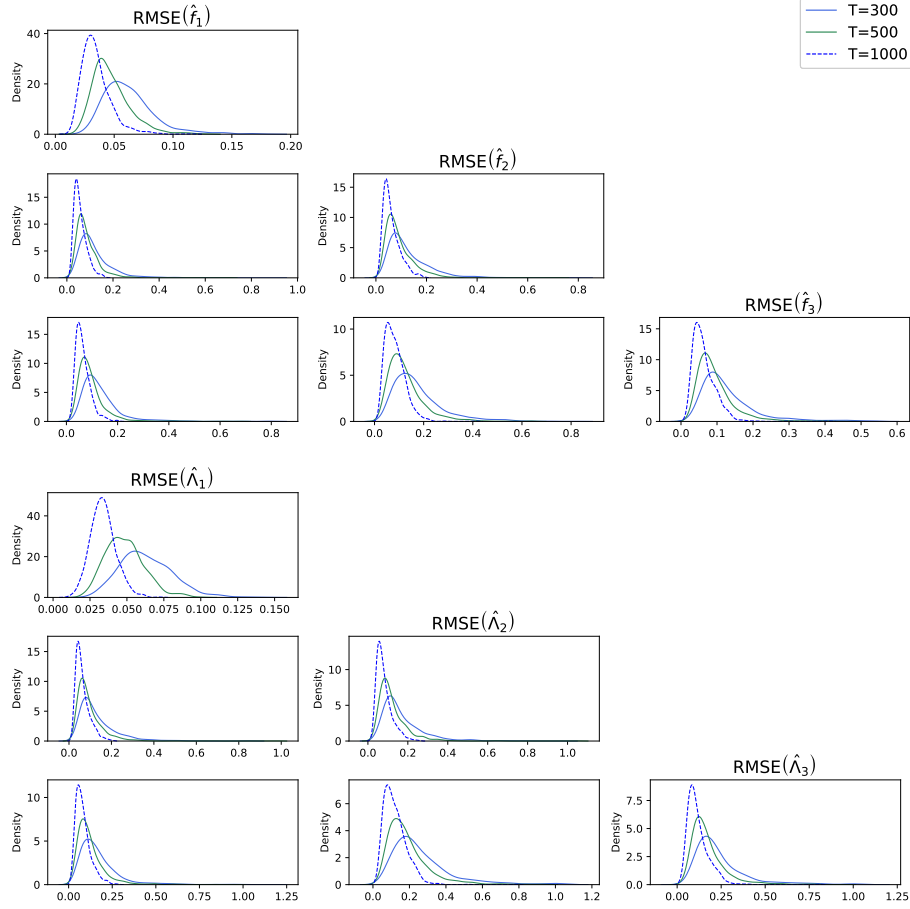 T=300
T=500
T=1000
RMSE(f̂₁)
Density
40
20
0
0.00 0.05 0.10 0.15 0.20
RMSE(f̂₂)
Density
15
10
5
0
0.0 0.2 0.4 0.6 0.8 1.0
Density
15
10
5
0
0.0 0.2 0.4 0.6 0.8
RMSE(f̂₃)
Density
15
10
5
0
0.0 0.2 0.4 0.6 0.8
Density
10
5
0
0.0 0.2 0.4 0.6 0.8
Density
15
10
5
0
0.0 0.1 0.2 0.3 0.4 0.5 0.6
RMSE(Λ̂₁)
Density
40
20
0
0.000 0.025 0.050 0.075 0.100 0.125 0.150
RMSE(Λ̂₂)
Density
15
10
5
0
0.0 0.2 0.4 0.6 0.8 1.0
Density
10
5
0
0.0 0.2 0.4 0.6 0.8 1.0
RMSE(Λ̂₃)
Density
10
5
0
0.00 0.25 0.50 0.75 1.00 1.25
Density
6
4
2
0
0.0 0.2 0.4 0.6 0.8 1.0 1.2
Density
7.5
5.0
2.5
0.0
0.00 0.25 0.50 0.75 1.00 1.25